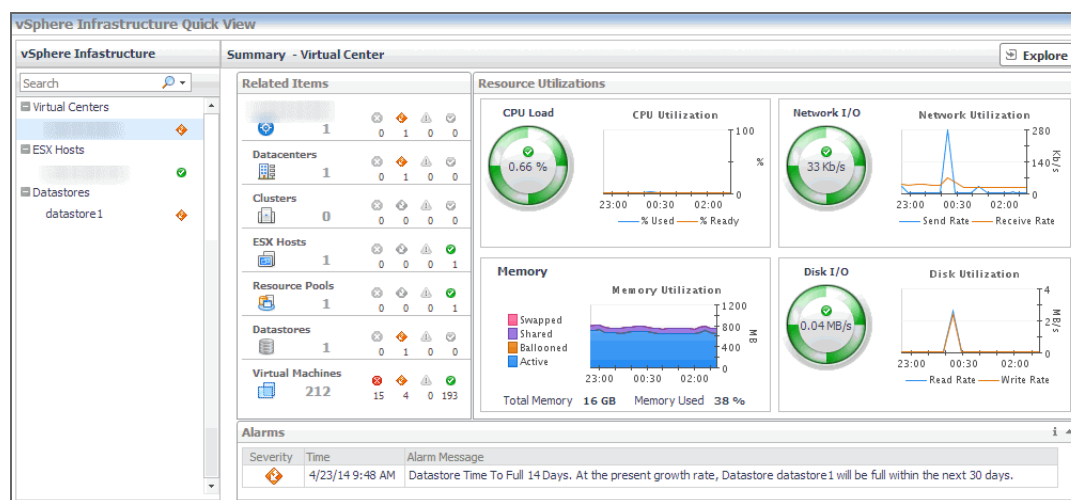 vSphere Infrastructure Quick View
vSphere Infastructure
Search
Virtual Centers
ESX Hosts
Datastores
datastore1
Summary - Virtual Center
Explore
Related Items
1
0 1 0 0
Datacenters
1
0 1 0 0
Clusters
0
0 0 0 0
ESX Hosts
1
0 0 0 1
Resource Pools
1
0 0 0 1
Datastores
1
0 1 0 0
Virtual Machines
212
15 4 0 193
Resource Utilizations
CPU Load
0.66 %
CPU Utilization
100
%
0
23:00 00:30 02:00
% Used % Ready
Network I/O
33 Kb/s
Network Utilization
280
140
Kb/s
0
23:00 00:30 02:00
Send Rate Receive Rate
Memory
Memory Utilization
Swapped
Shared
Ballooned
Active
1200
800
400
0
MB
23:00 00:30 02:00
Total Memory 16 GB Memory Used 38 %
Disk I/O
0.04 MB/s
Disk Utilization
4
2
0
MB/s
23:00 00:30 02:00
Read Rate Write Rate
Alarms
i
Severity Time Alarm Message
4/23/14 9:48 AM Datastore Time To Full 14 Days. At the present growth rate, Datastore datastore1 will be full within the next 30 days.